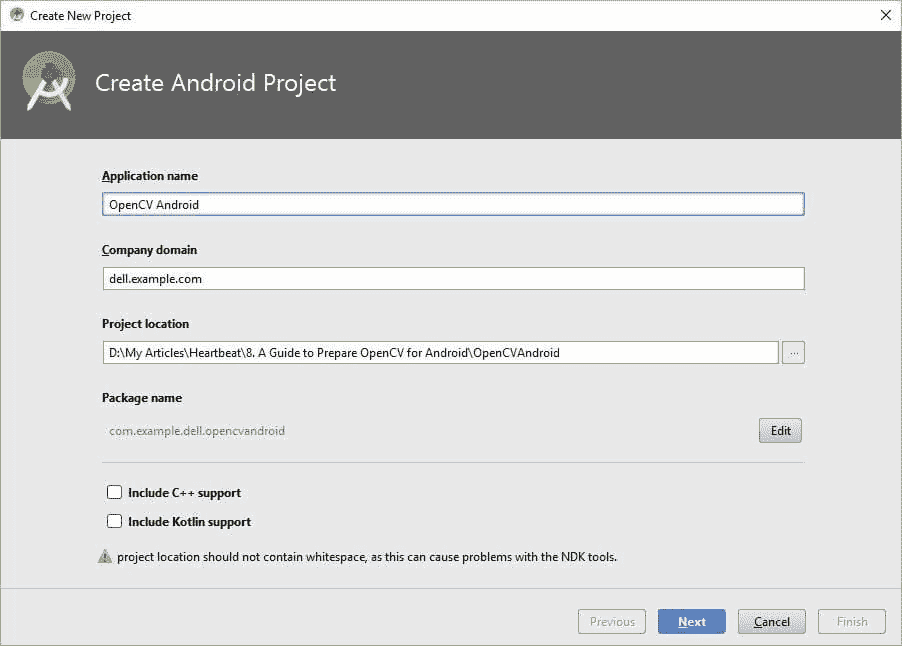 Create New Project
Create Android Project
Application name
OpenCV Android
Company domain
dell.example.com
Project location
D:\My Articles\Heartbeat\8. A Guide to Prepare OpenCV for Android\OpenCVAndroid
...
Package name
com.example.dell.opencvandroid
Edit
Include C++ support
Include Kotlin support
project location should not contain whitespace, as this can cause problems with the NDK tools.
Previous
Next
Cancel
Finish